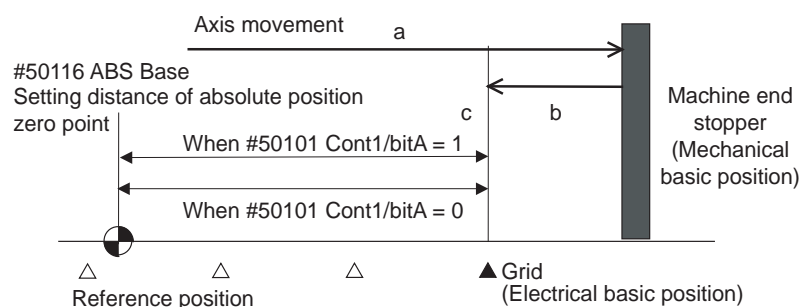 Axis movement
a
#50116 ABS Base
Setting distance of absolute position
zero point
c
b
Machine end
stopper
(Mechanical
basic position)
When #50101 Cont1/bitA = 1
When #50101 Cont1/bitA = 0
Grid
(Electrical basic position)
Reference position